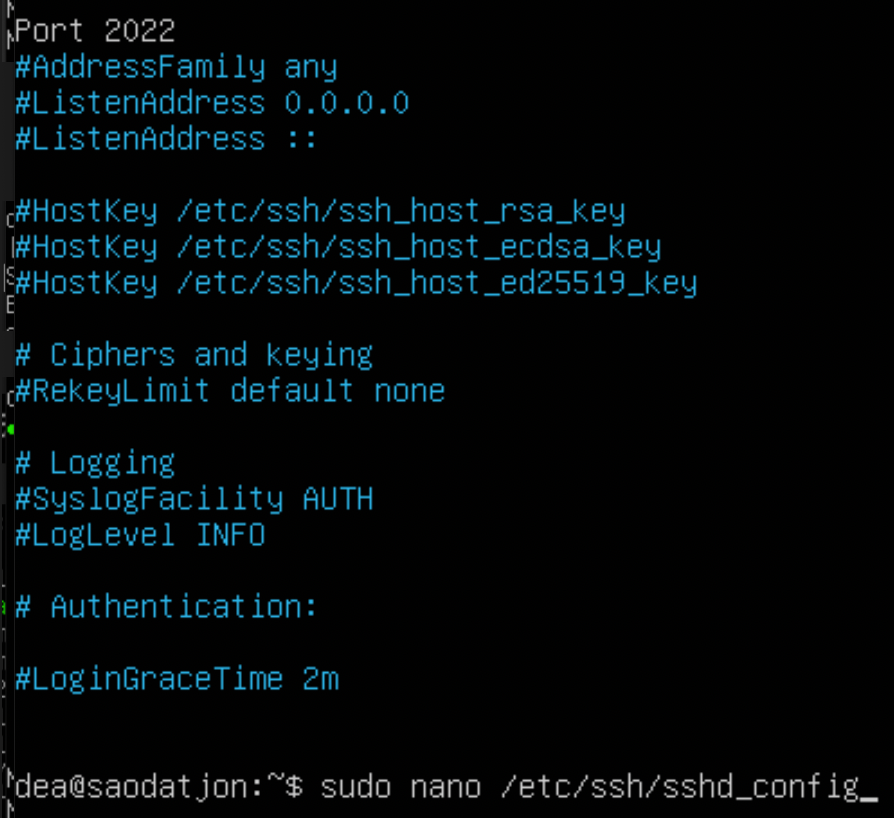 Port 2022
#AddressFamily any
#ListenAddress 0.0.0.0
#ListenAddress ::
#HostKey /etc/ssh/ssh_host_rsa_key
#HostKey /etc/ssh/ssh_host_ecdsa_key
#HostKey /etc/ssh/ssh_host_ed25519_key
# Ciphers and keying
#RekeyLimit default none
# Logging
#SyslogFacility AUTH
#LogLevel INFO
# Authentication:
#LoginGraceTime 2m
dea@saodatjon:~$ sudo nano /etc/ssh/sshd_config_